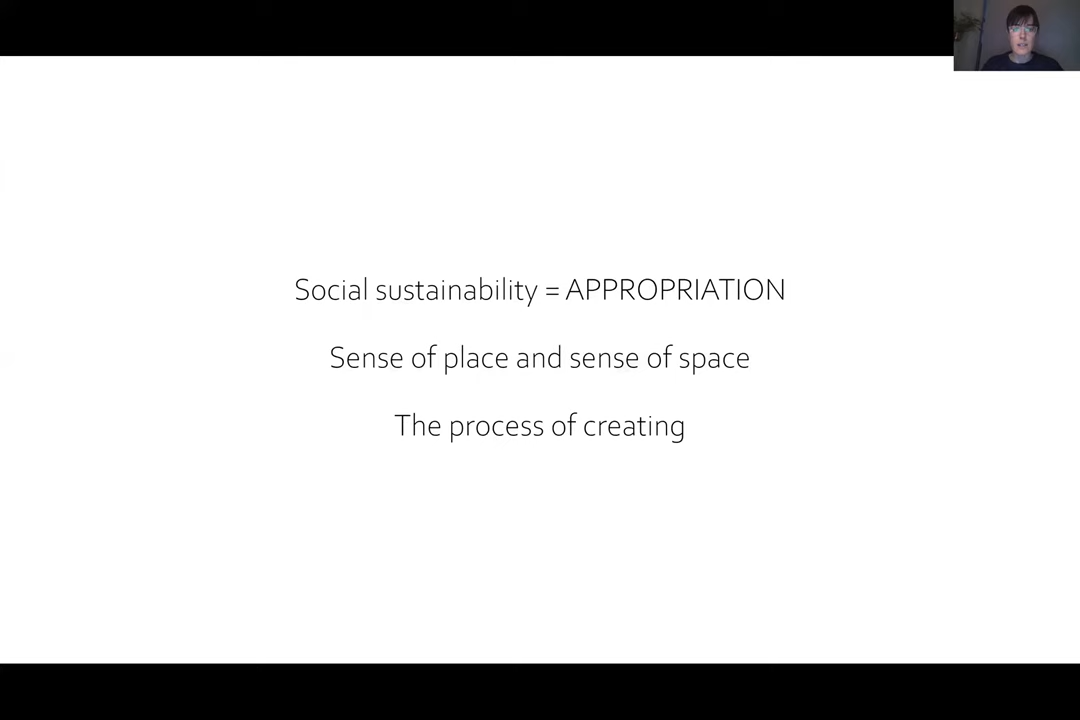 Social sustainability = APPROPRIATION
Sense of place and sense of space
The process of creating